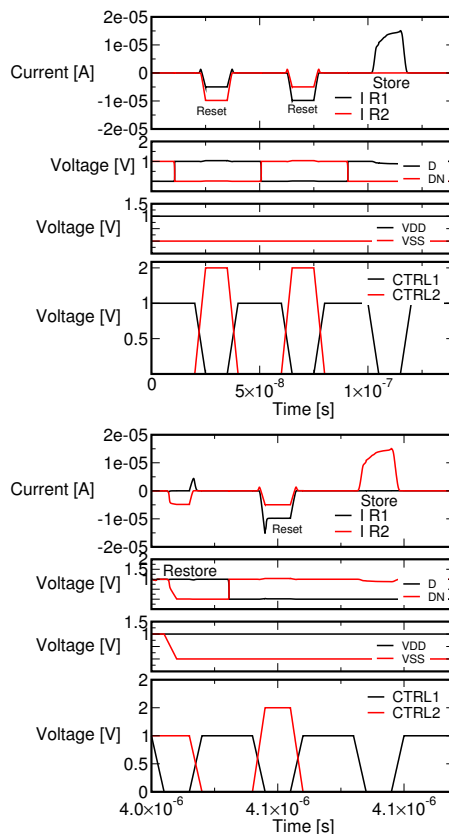 2e-05
1e-05
Current [A]
0
Store
-1e-05
Reset
Reset
I R1
I R2
-2e-05
2
1.5
Voltage [V]
1
D
DN
1.5
Voltage [V]
1
VDD
VSS
2
CTRL1
CTRL2
Voltage [V]
1
0.5
0
5×10-8
1×10-7
Time [s]
2e-05
1e-05
Current [A]
0
Store
-1e-05
Reset
I R1
I R2
-2e-05
2
Restore
1.5
Voltage [V]
1
D
DN
1.5
Voltage [V]
1
VDD
VSS
2
CTRL1
CTRL2
2
Voltage [V]
1
0.5
0
4.0×10-6
4.1×10-6
4.1×10-6
Time [s]